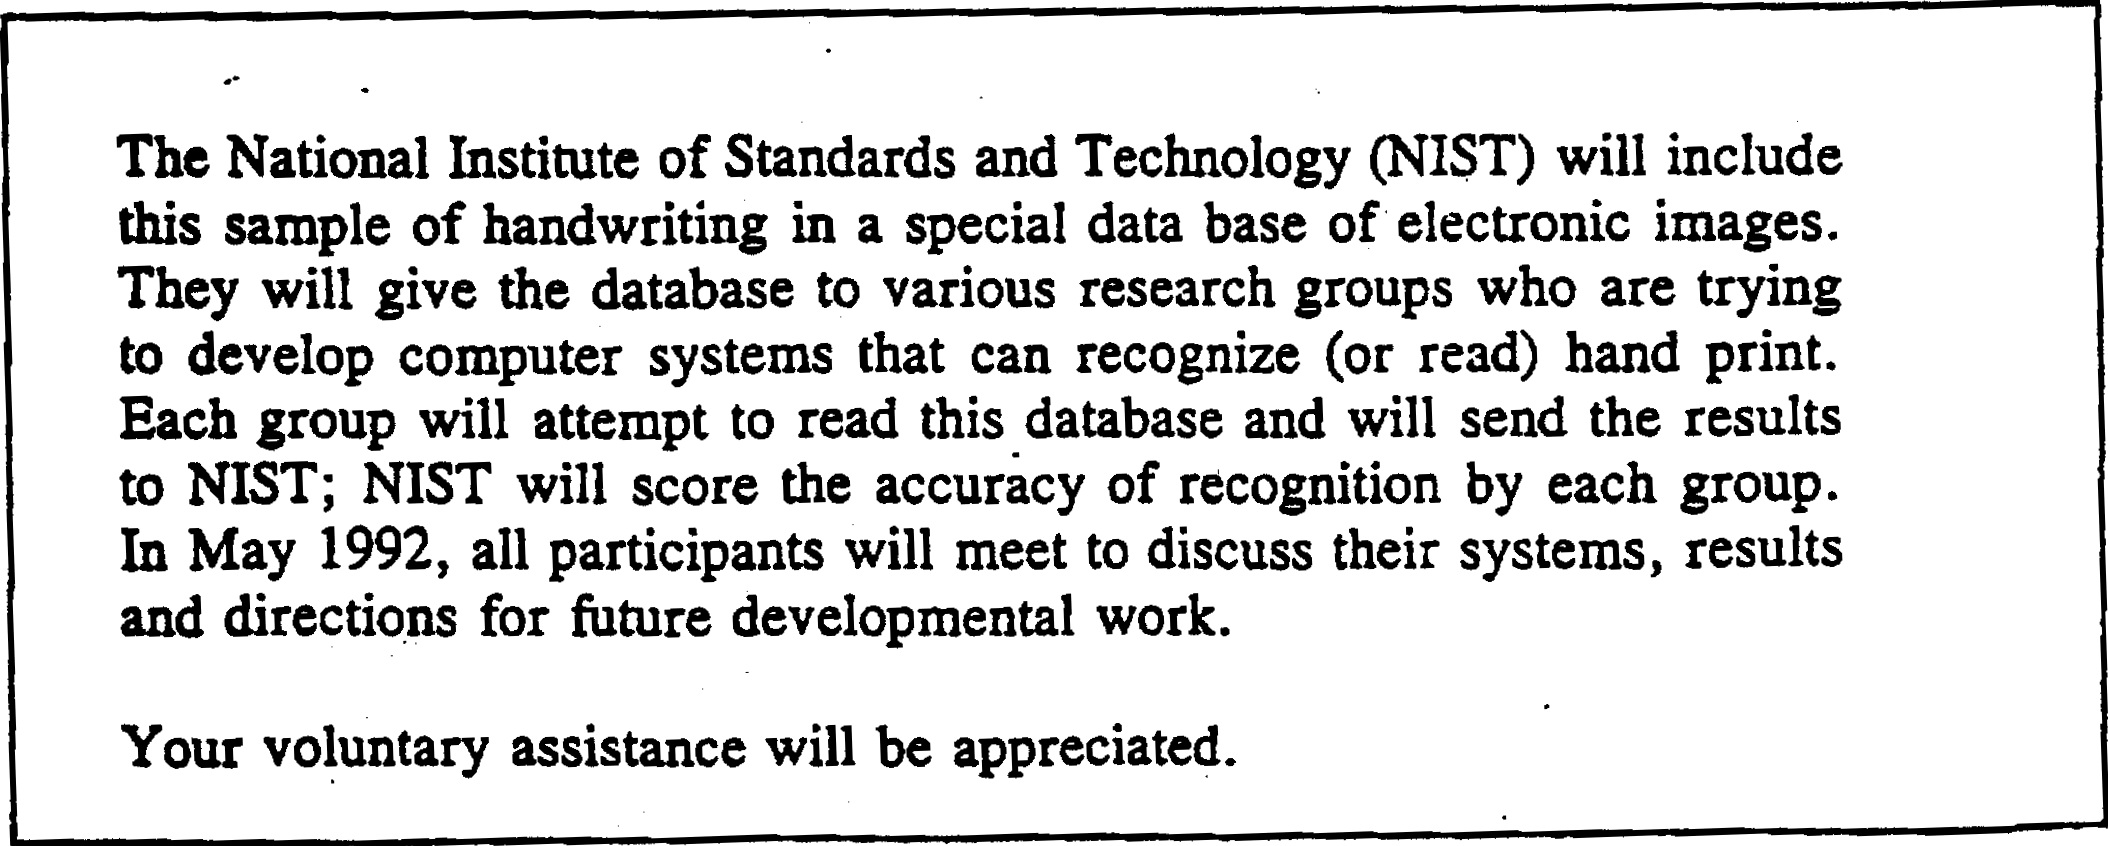 The National Institute of Standards and Technology (NIST) will include
this sample of handwriting in a special data base of electronic images.
They will give the database to various research groups who are trying
to develop computer systems that can recognize (or read) hand print.
Each group will attempt to read this database and will send the results
to NIST; NIST will score the accuracy of recognition by each group.
In May 1992, all participants will meet to discuss their systems, results
and directions for future developmental work.
Your voluntary assistance will be appreciated.